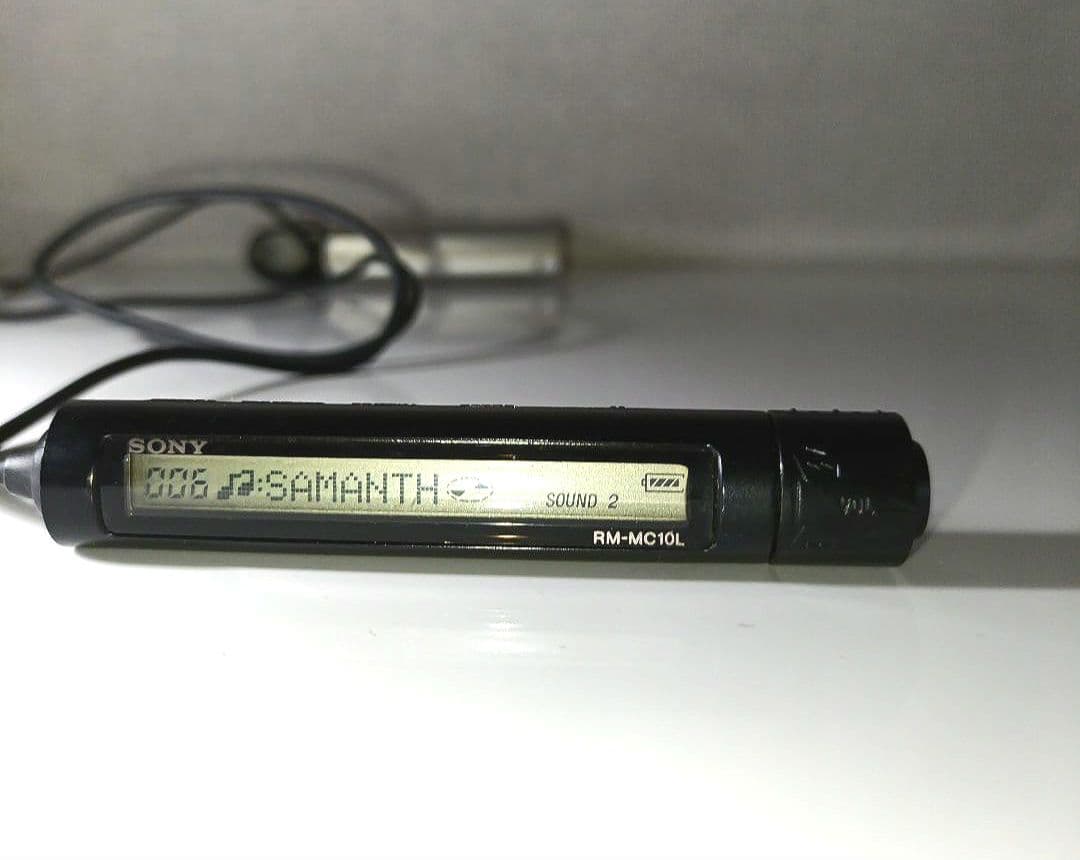 SONY
006 ♫:SAMANTH
SOUND 2
RM-MC10L
VOL